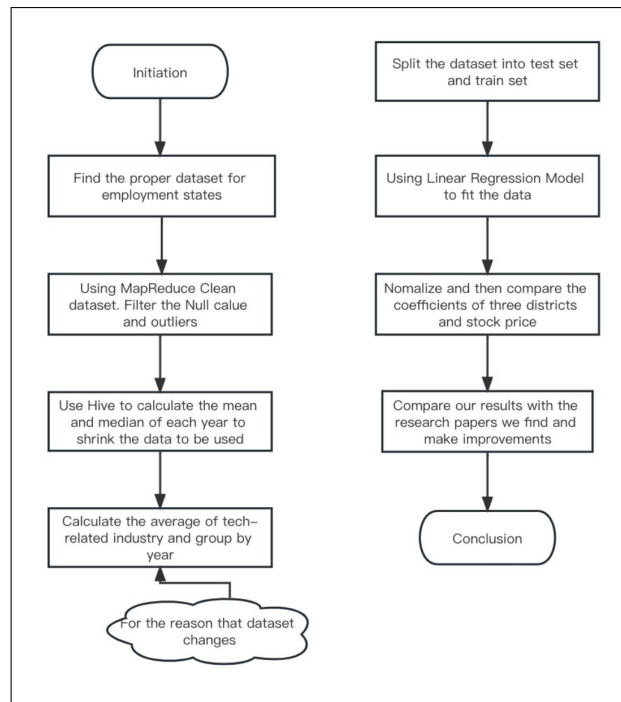 Initiation
Find the proper dataset for
employment states
Using MapReduce Clean
dataset. Filter the Null calue
and outliers
Use Hive to calculate the mean
and median of each year to
shrink the data to be used
Calculate the average of tech-
related industry and group by
year
For the reason that dataset
changes
Split the dataset into test set
and train set
Using Linear Regression Model
to fit the data
Nomalize and then compare the
coefficients of three districts
and stock price
Compare our results with the
research papers we find and
make improvements
Conclusion